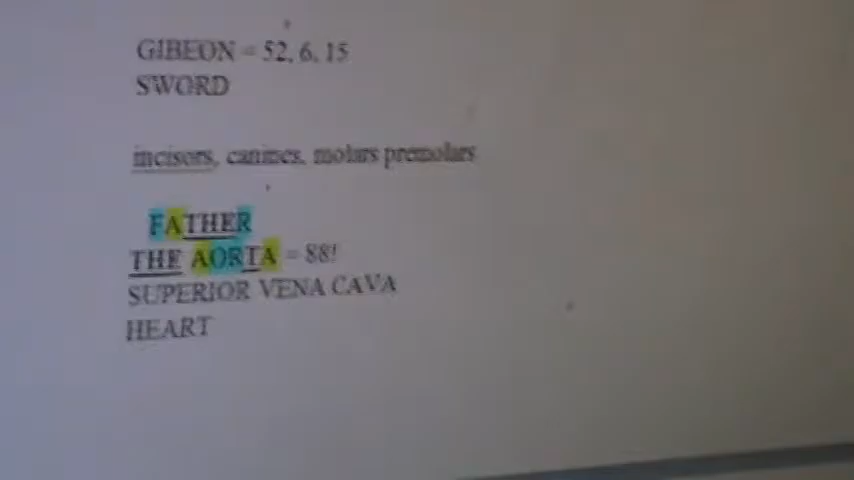 GIBEON = 52, 6, 15
SWORD
incisors, canines, molars premolars
FATHER
THE AORTA = 88!
SUPERIOR VENA CAVA
HEART